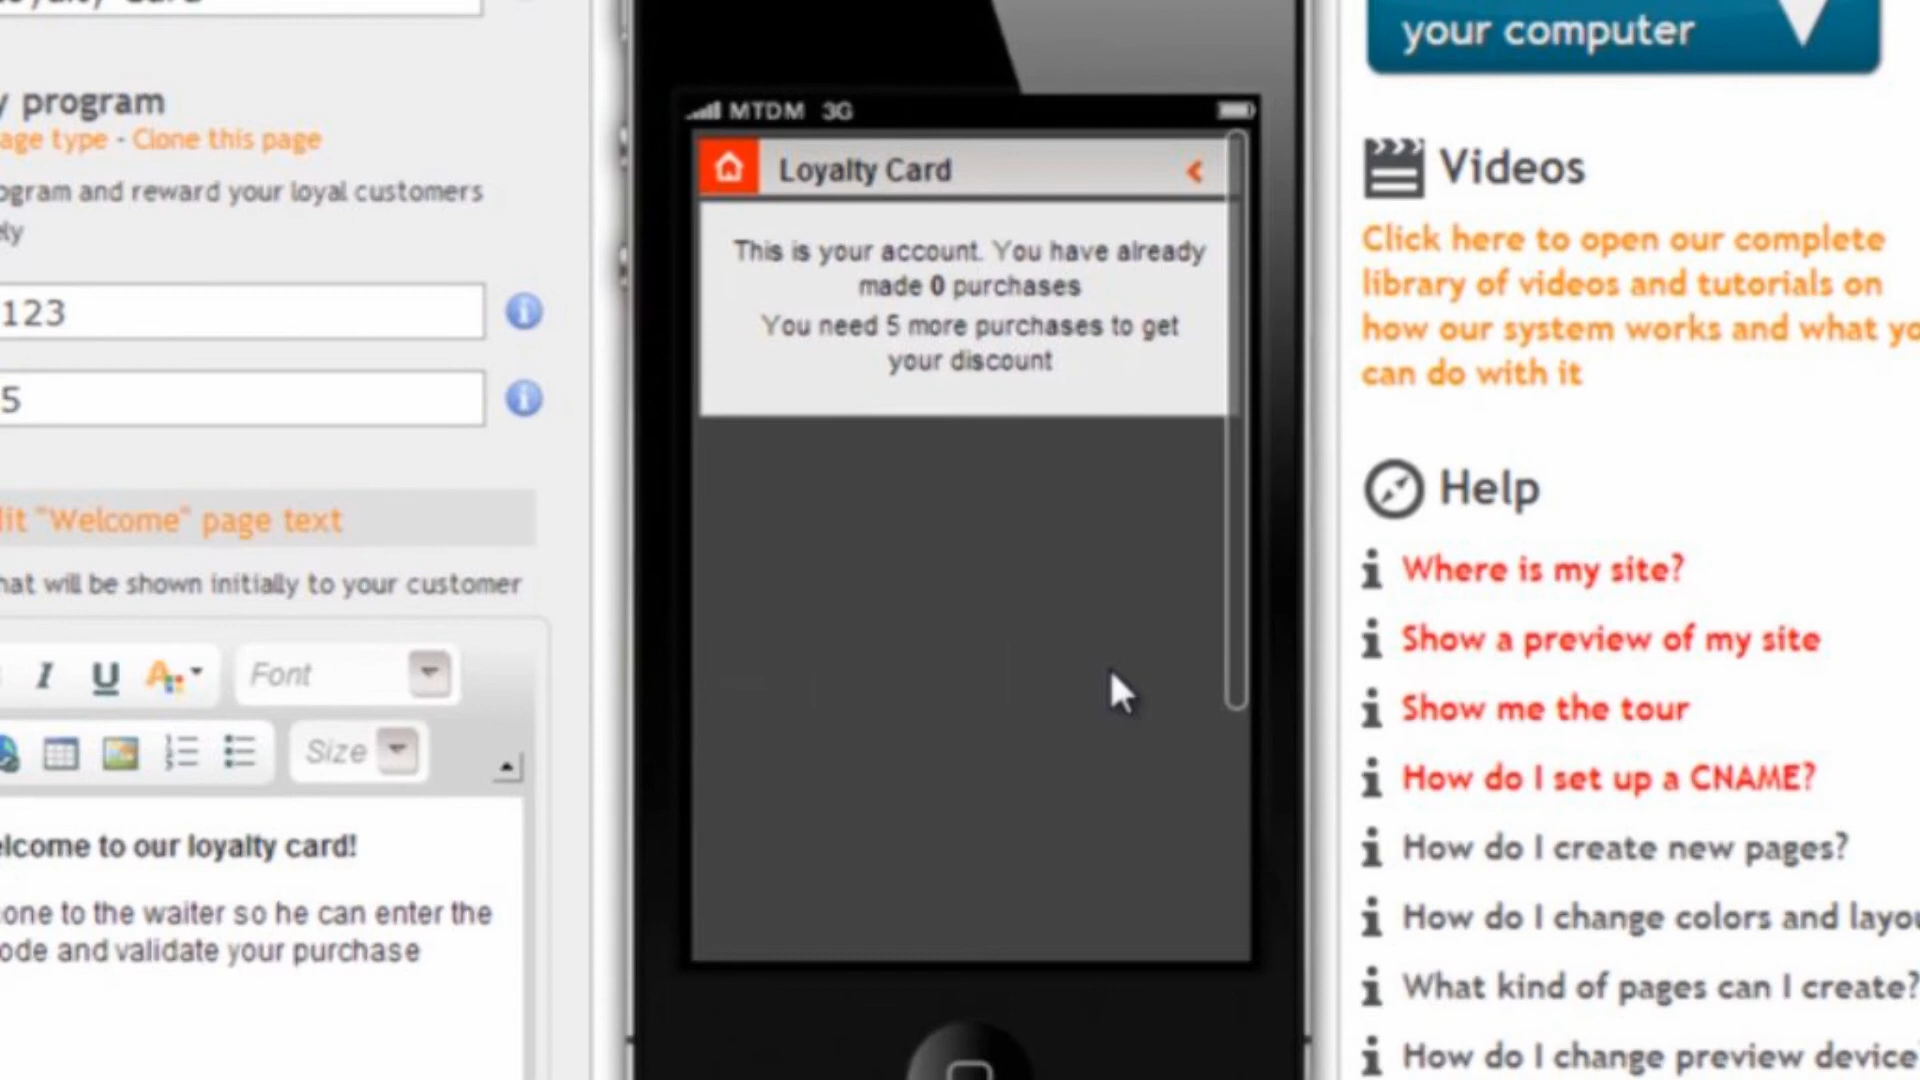 y program
age type - Clone this page
ogram and reward your loyal customers
ely
123
5
dit "Welcome" page text
hat will be shown initially to your customer
I U A Font
Size
elcome to our loyalty card!
one to the waiter so he can enter the
ode and validate your purchase
MTDM 3G
Loyalty Card
This is your account. You have already
made 0 purchases
You need 5 more purchases to get
your discount
your computer
Videos
Click here to open our complete
library of videos and tutorials on
how our system works and what yo
can do with it
Help
Where is my site?
Show a preview of my site
Show me the tour
How do I set up a CNAME?
How do I create new pages?
How do I change colors and layou
What kind of pages can I create?
How do I change preview device